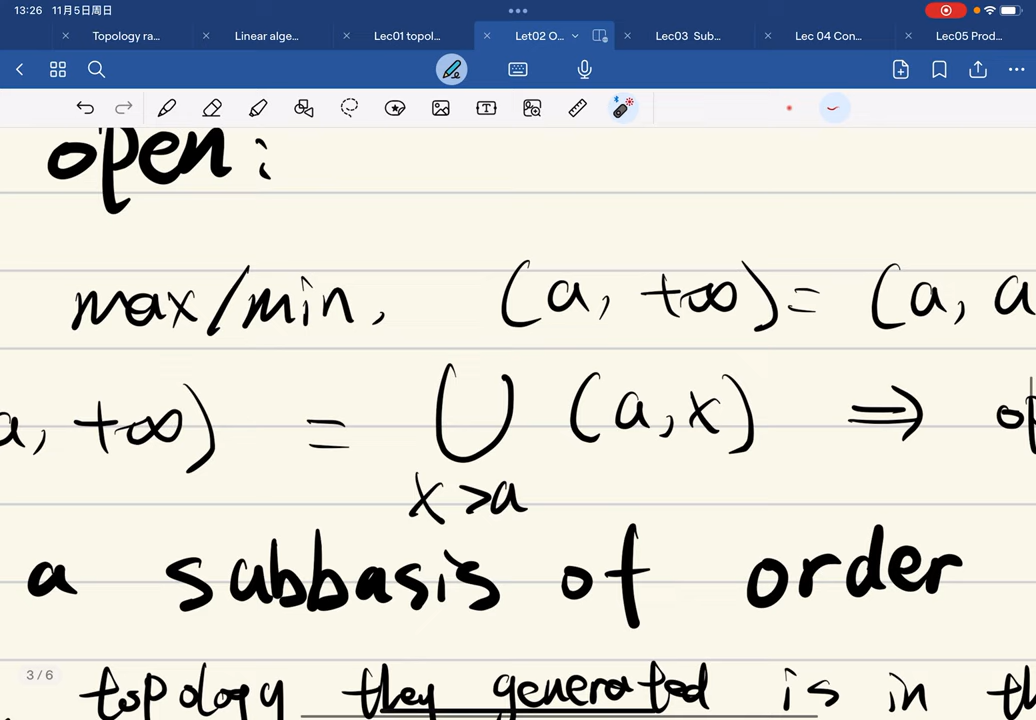 13:26 11月5日周日
Topology ra... Linear alge... Lec01 topol... Let02 O... Lec03 Sub... Lec 04 Con... Lec05 Prod...
open:
max/min, (a, +∞) = (a, a
a, +∞) = ⋃ (a,x) ⇒ op
x>a
a subbasis of order
3 / 6
topology they generated is in th